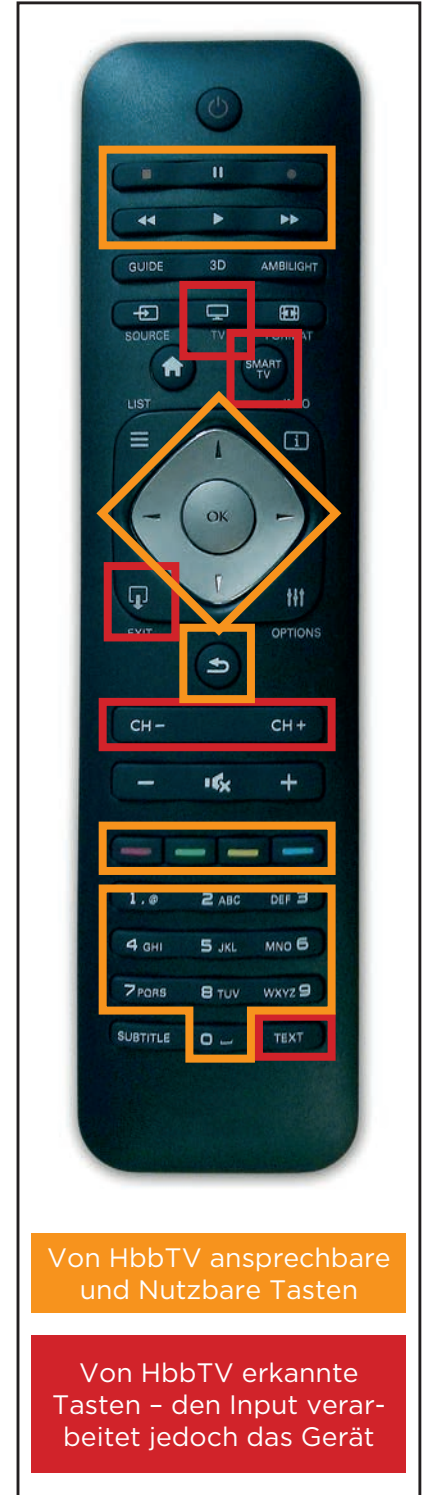 GUIDE 3D AMBILIGHT
SOURCE TV FORMAT
SMART
TV
LIST INFO
OK
EXIT OPTIONS
CH – CH +
– +
1 . @ 2 ABC DEF 3
4 GHI 5 JKL MNO 6
7 PQRS 8 TUV WXYZ 9
SUBTITLE 0 TEXT
Von HbbTV ansprechbare
und Nutzbare Tasten
Von HbbTV erkannte
Tasten – den Input verar-
beitet jedoch das Gerät